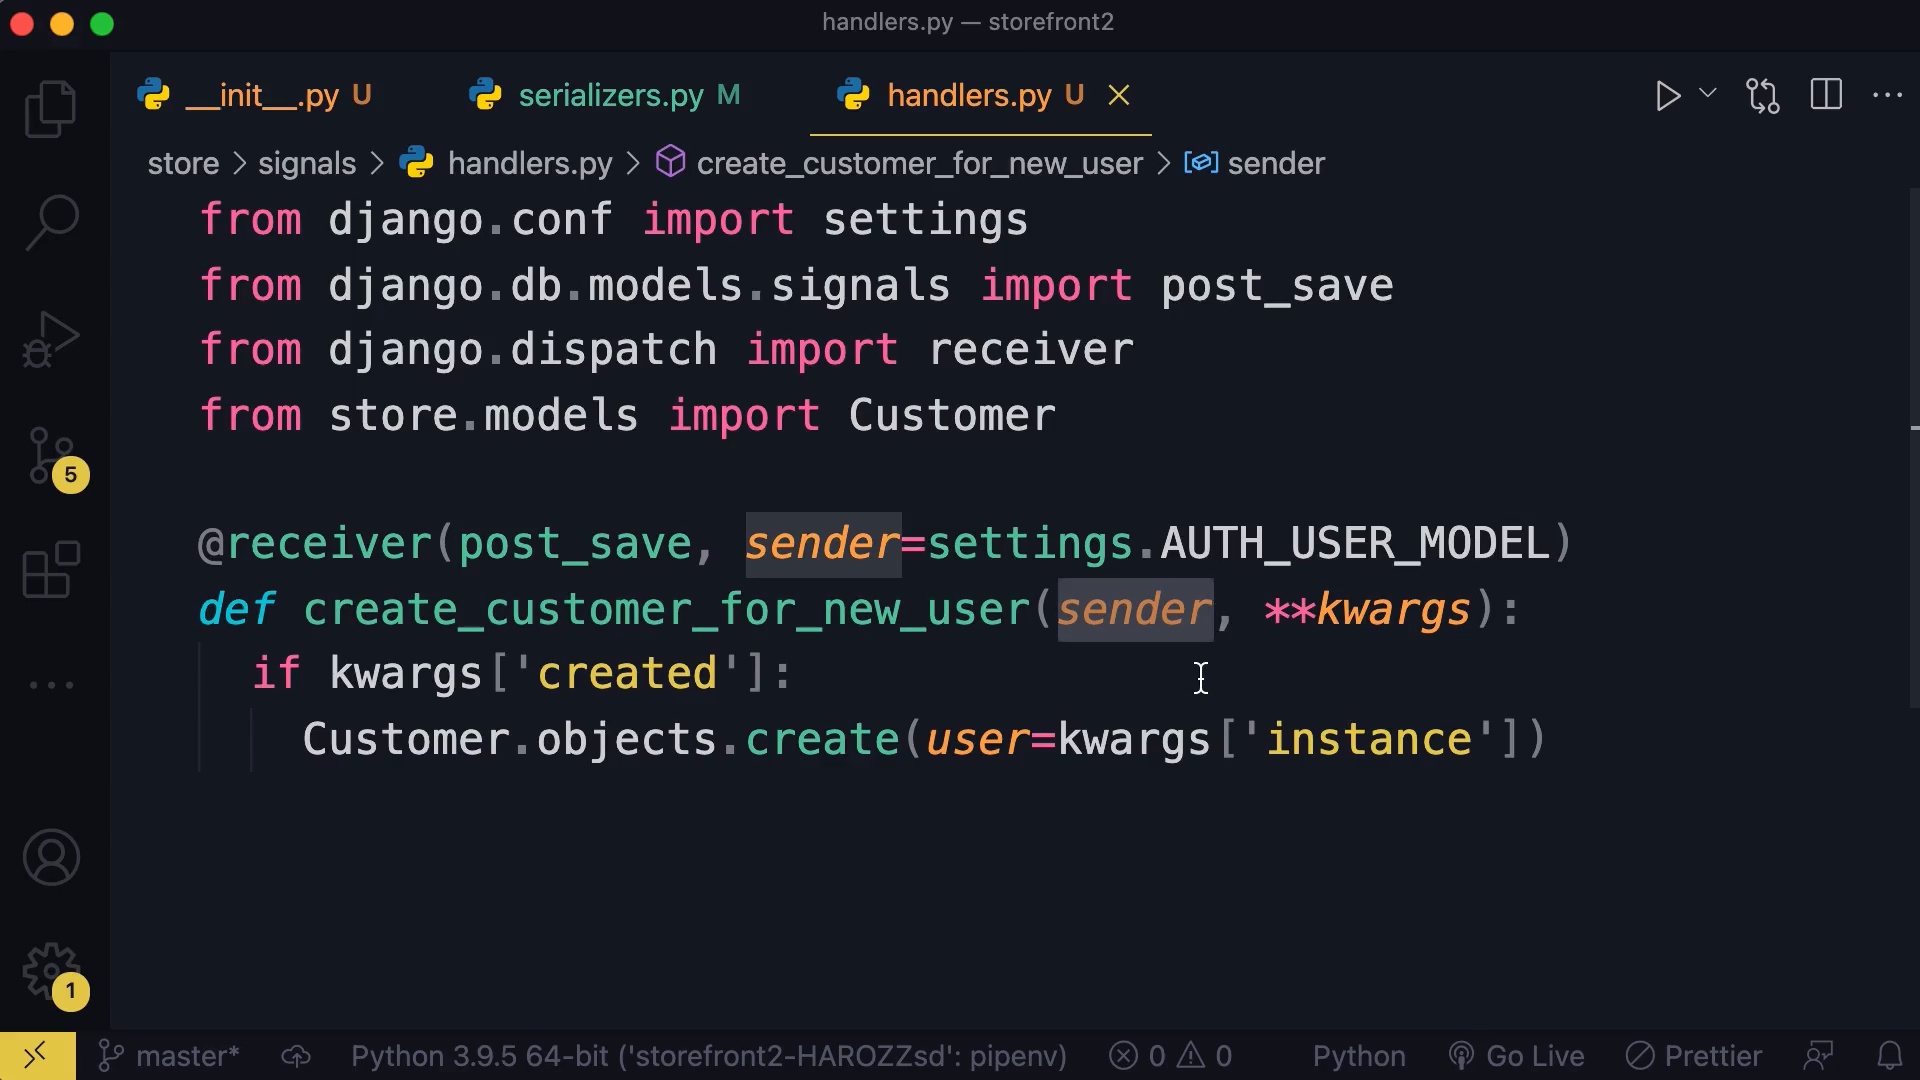 handlers.py — storefront2
__init__.py U
serializers.py M
handlers.py U
store > signals > handlers.py > create_customer_for_new_user > sender
from django.conf import settings
from django.db.models.signals import post_save
from django.dispatch import receiver
from store.models import Customer
@receiver(post_save, sender=settings.AUTH_USER_MODEL)
def create_customer_for_new_user(sender, **kwargs):
if kwargs['created']:
Customer.objects.create(user=kwargs['instance'])
5
1
master* Python 3.9.5 64-bit ('storefront2-HAROZZsd': pipenv) 0 0 Python Go Live Prettier